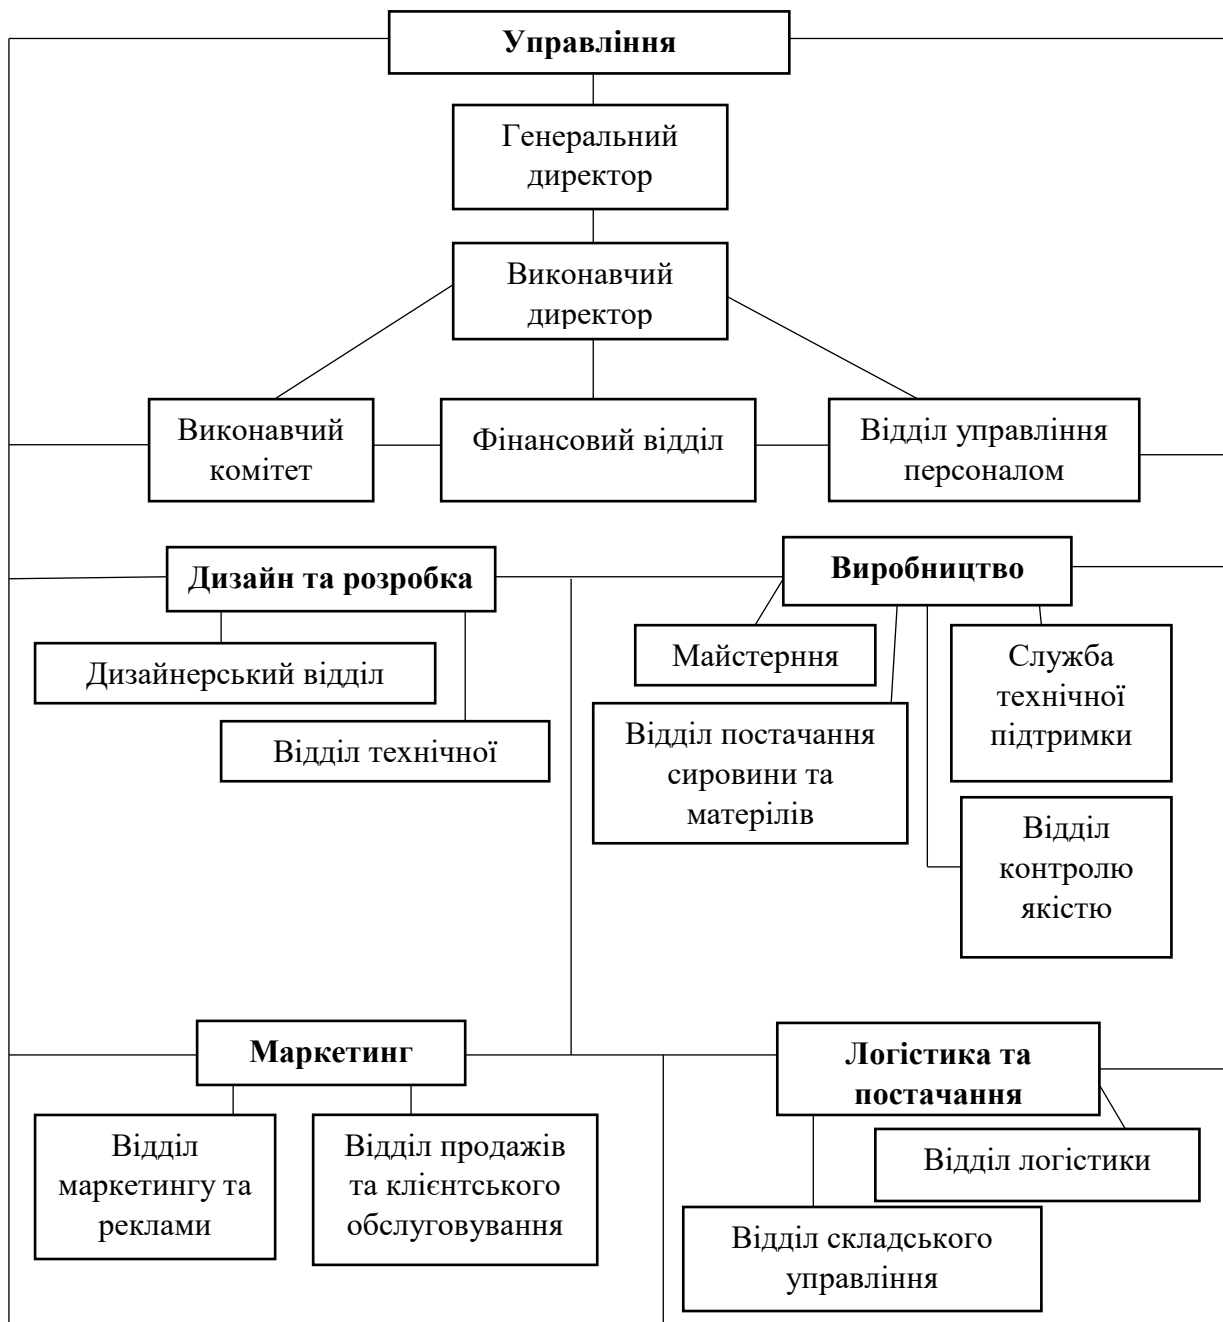 Управління
Генеральний
директор
Виконавчий
директор
Виконавчий
комітет
Фінансовий відділ
Відділ управління
персоналом
Дизайн та розробка
Дизайнерський відділ
Відділ технічної
Виробництво
Майстерння
Служба
технічної
підтримки
Відділ постачання
сировини та
матерілів
Відділ
контролю
якістю
Маркетинг
Відділ
маркетингу та
реклами
Відділ продажів
та клієнтського
обслуговування
Логістика та
постачання
Відділ логістики
Відділ складського
управління